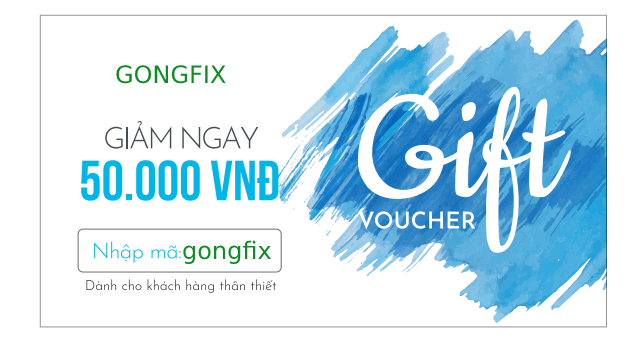 GONGFIX
GIẢM NGAY
50.000 VNĐ
Nhập mã:gongfix
Dành cho khách hàng thân thiết
Gift
VOUCHER